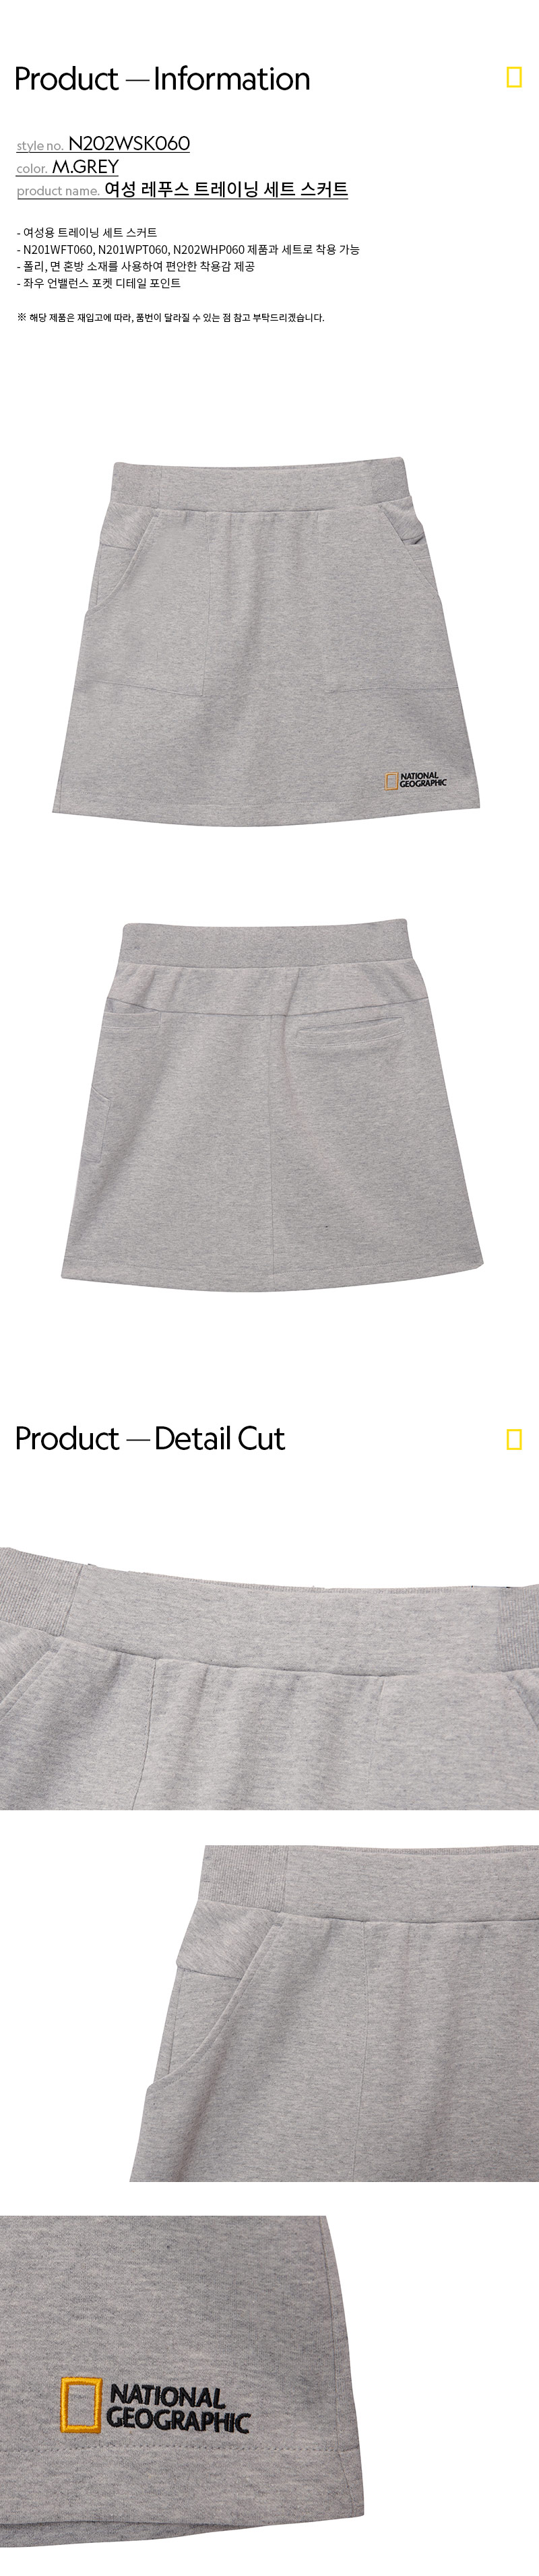 Product — Information
style no. N202WSK060
color. M.GREY
product name. 여성 레푸스 트레이닝 세트 스커트
- 여성용 트레이닝 세트 스커트
- N201WFT060, N201WPT060, N202WHP060 제품과 세트로 착용 가능
- 폴리, 면 혼방 소재를 사용하여 편안한 착용감 제공
- 좌우 언밸런스 포켓 디테일 포인트
※ 해당 제품은 재입고에 따라, 품번이 달라질 수 있는 점 참고 부탁드리겠습니다.
NATIONAL
GEOGRAPHIC
Product — Detail Cut
NATIONAL
GEOGRAPHIC